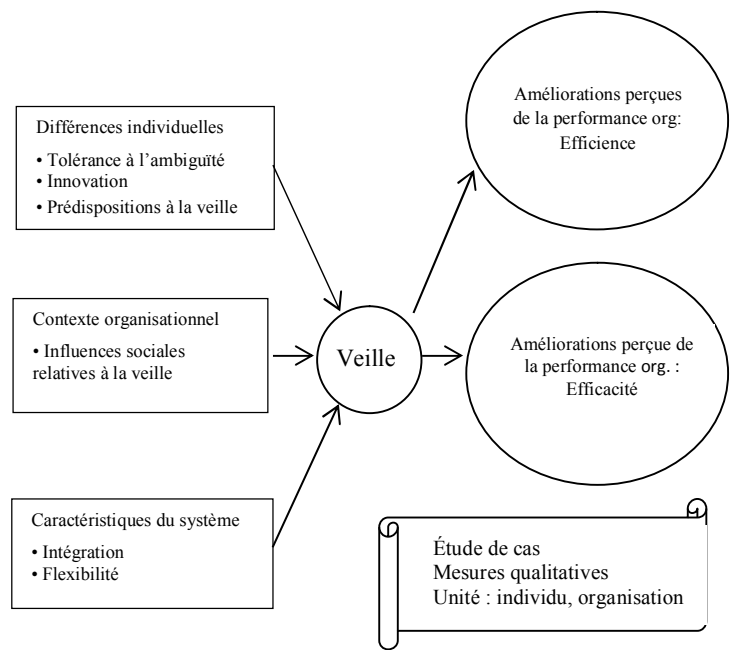 Différences individuelles
• Tolérance à l’ambiguïté
• Innovation
• Prédispositions à la veille
Contexte organisationnel
• Influences sociales
relatives à la veille
Caractéristiques du système
• Intégration
• Flexibilité
Veille
Améliorations perçues
de la performance org:
Efficience
Améliorations perçue de
la performance org. :
Efficacité
Étude de cas
Mesures qualitatives
Unité : individu, organisation